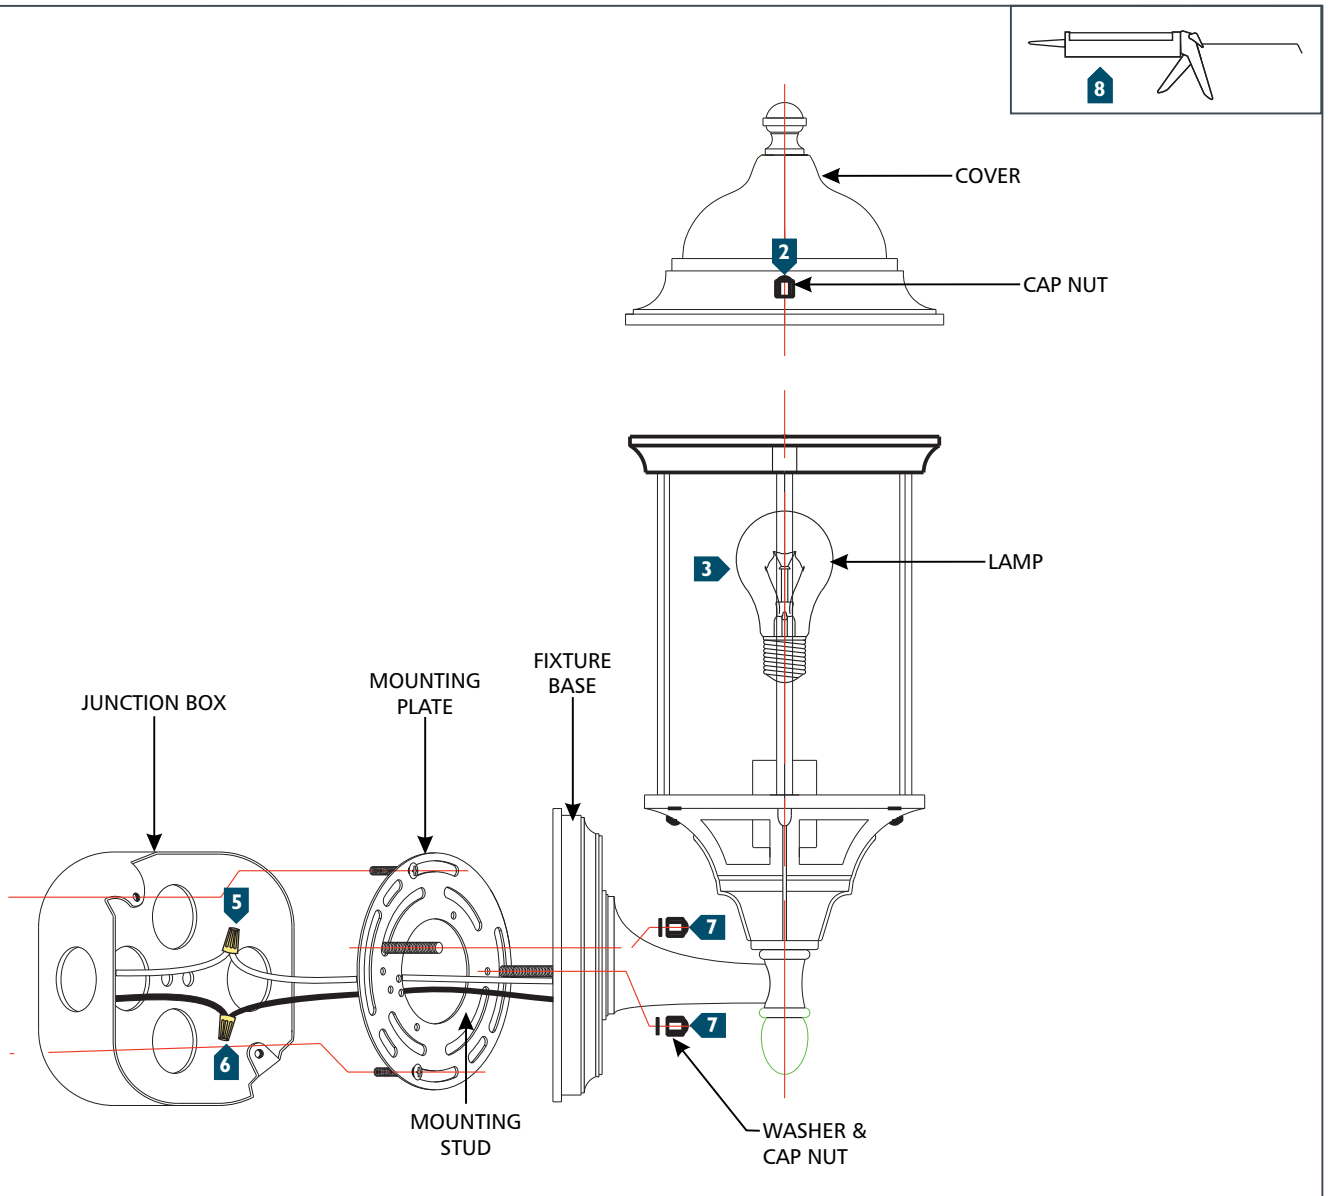 8
COVER
2
CAP NUT
3
LAMP
FIXTURE
BASE
MOUNTING
PLATE
JUNCTION BOX
5
7
7
6
MOUNTING
STUD
WASHER &
CAP NUT